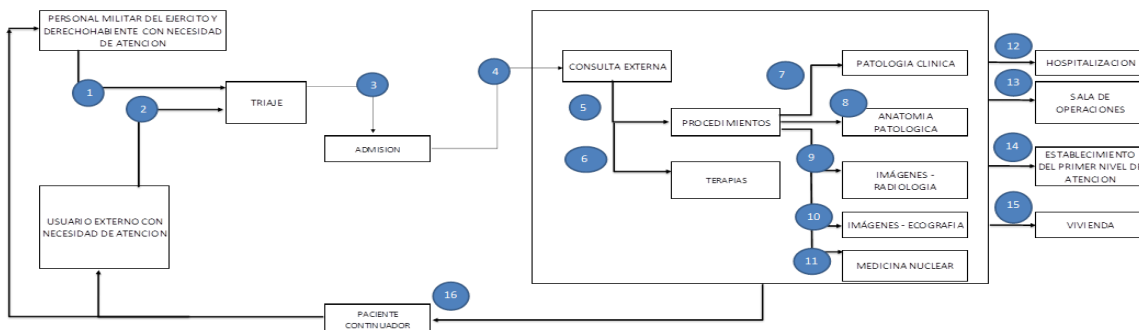 PERSONAL MILITAR DEL EJERCITO Y
DERECHOHABIENTE CON NECESIDAD
DE ATENCION
1
2
TRIAJE
3
ADMISION
4
USUARIO EXTERNO CON
NECESIDAD DE ATENCION
CONSULTA EXTERNA
5
6
PROCEDIMIENTOS
TERAPIAS
7
PATOLOGIA CLINICA
8
ANATOMIA
PATOLOGICA
9
IMÁGENES -
RADIOLOGIA
10
IMÁGENES - ECOGRAFIA
11
MEDICINA NUCLEAR
12
HOSPITALIZACION
13
SALA DE
OPERACIONES
14
ESTABLECIMIENTO
DEL PRIMER NIVEL DE
ATENCION
15
VIVIENDA
16
PACIENTE
CONTINUADOR